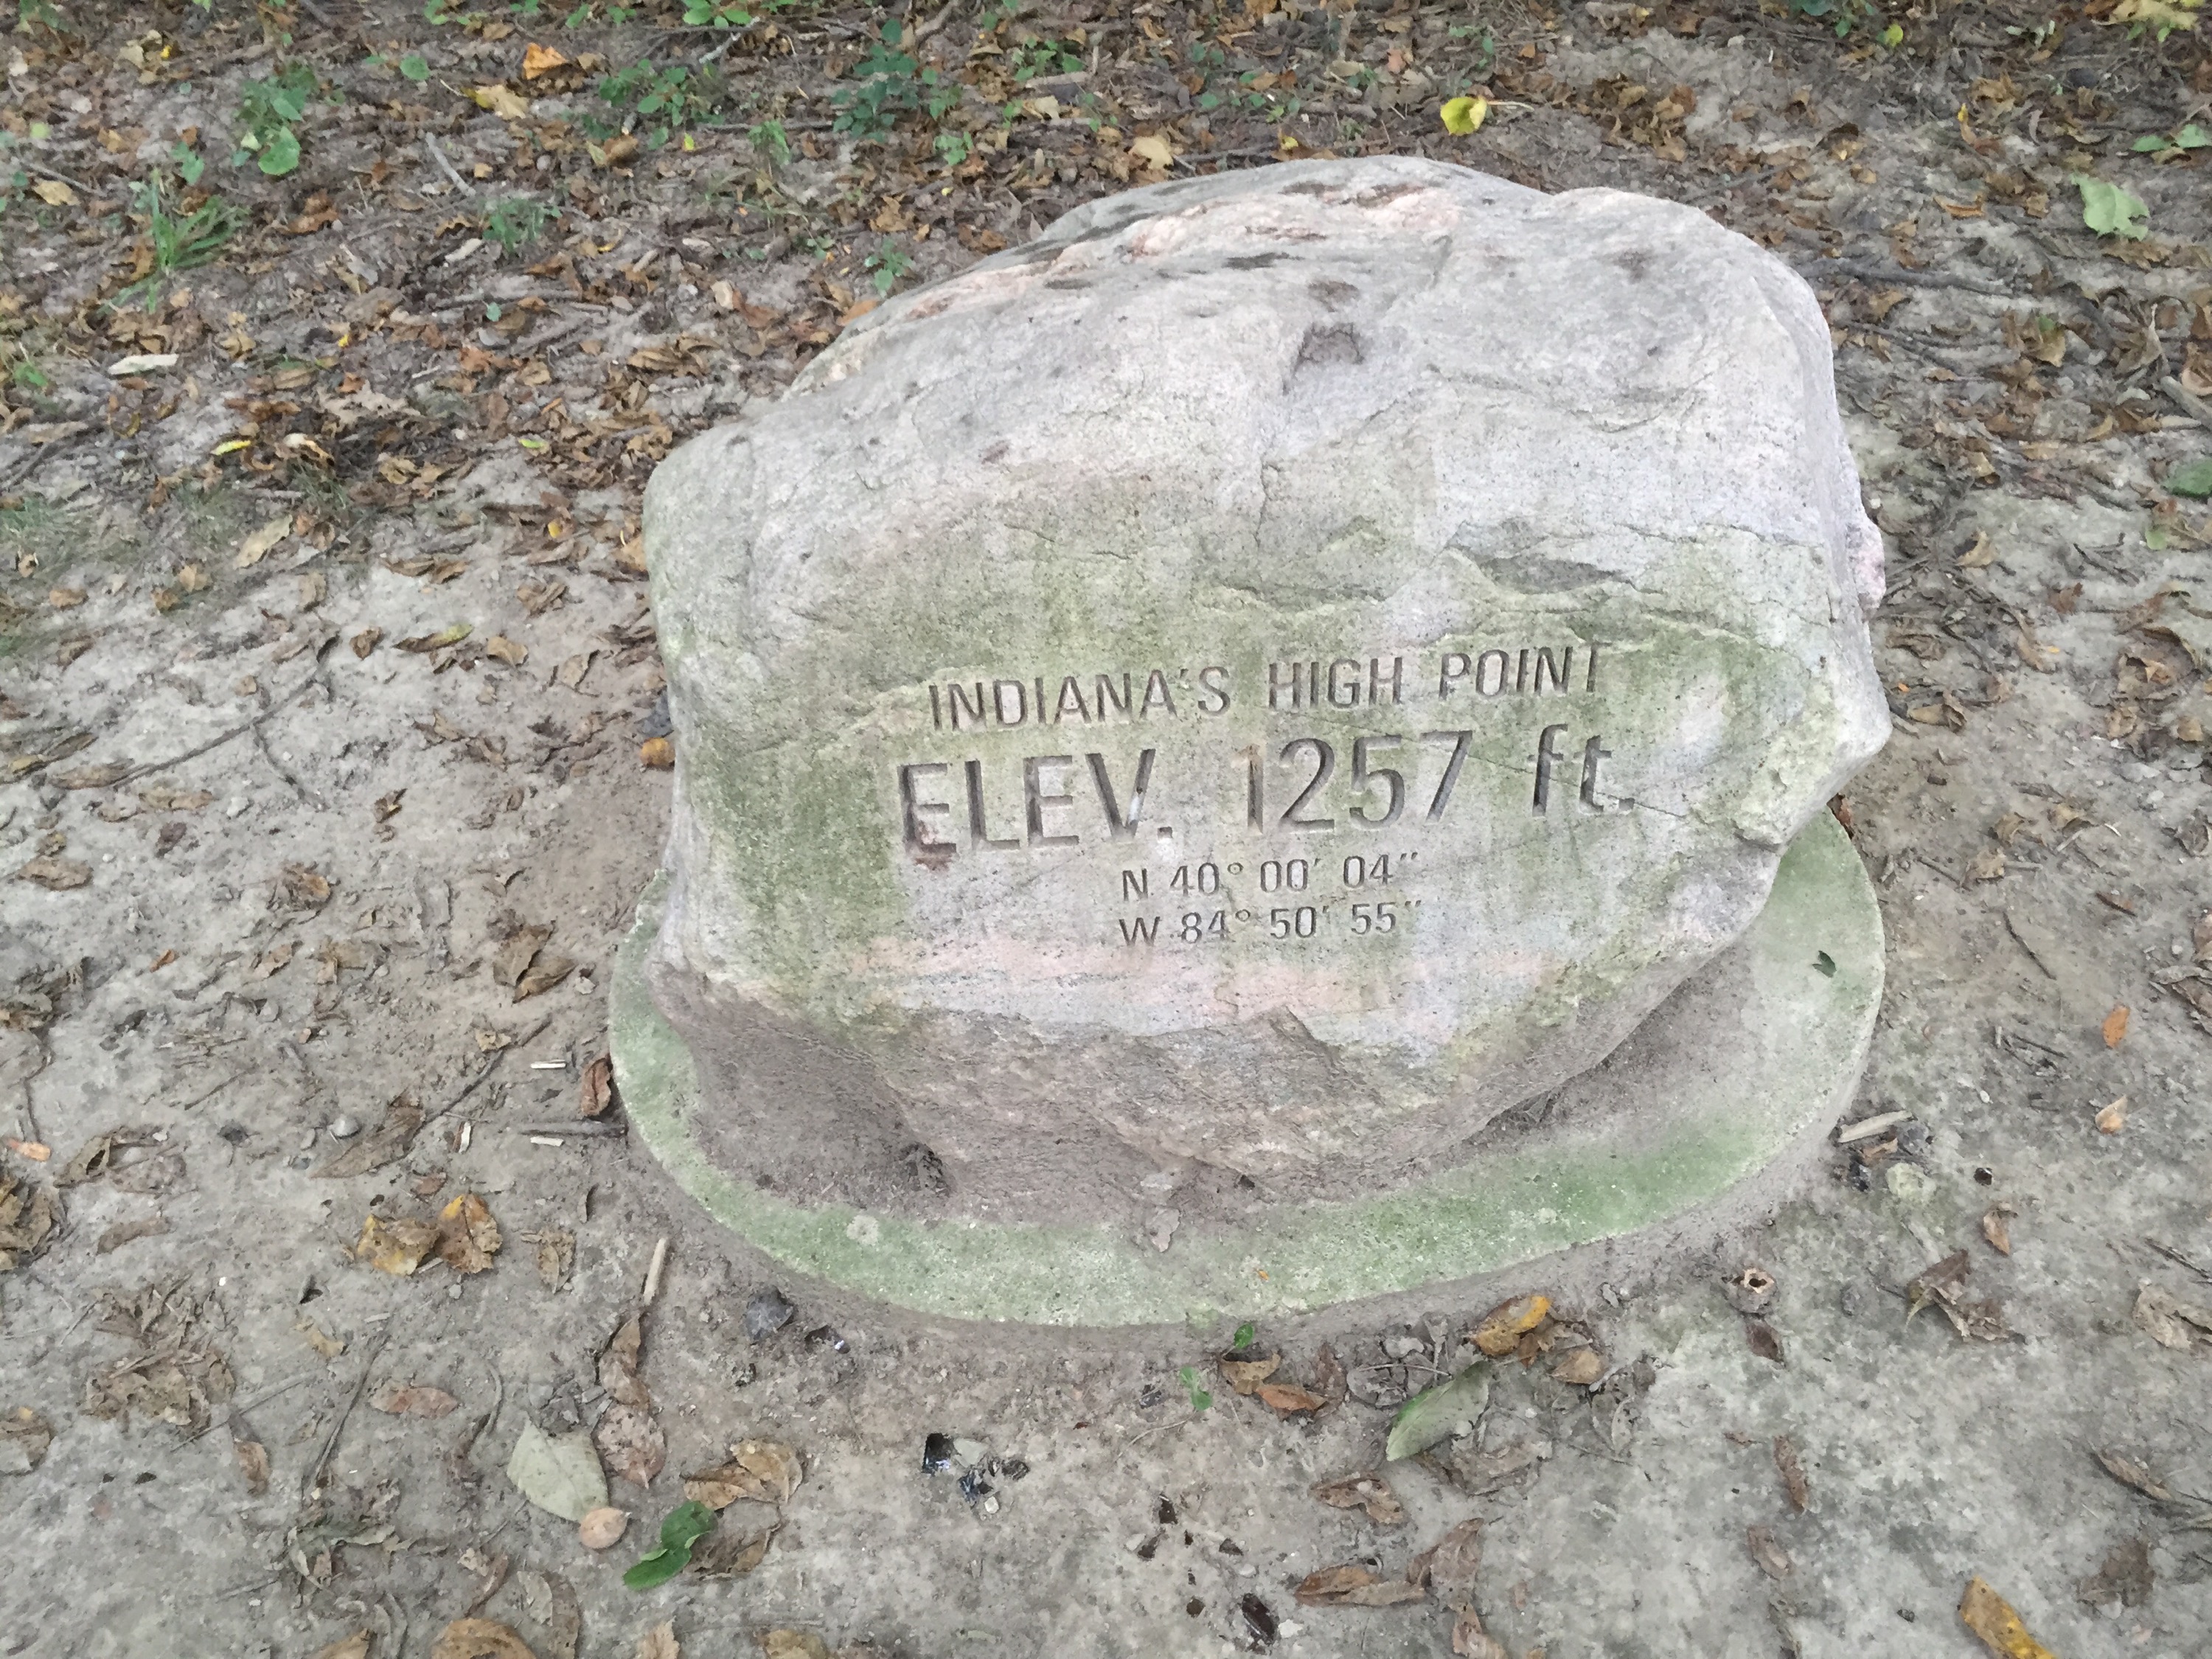 INDIANA'S HIGH POINT
ELEV. 1257 ft.
N 40° 00' 04"
W 84° 50' 55"